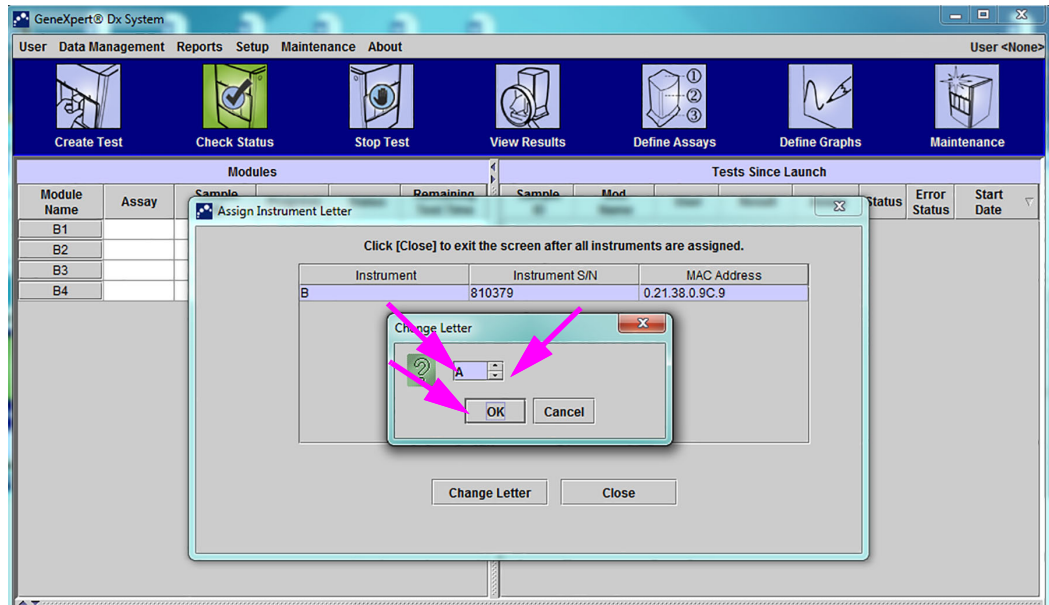 GeneXpert® Dx System
User Data Management Reports Setup Maintenance About User <None>
Create Test Check Status Stop Test View Results Define Assays Define Graphs Maintenance
Modules Tests Since Launch
Module Name Assay Sample Remaining Sample Mod Status Error Status Start Date
Assign Instrument Letter
B1
B2
B3
B4
Click [Close] to exit the screen after all instruments are assigned.
Instrument Instrument S/N MAC Address
B 810379 0.21.38.0.9C.9
Change Letter
A
OK Cancel
Change Letter Close